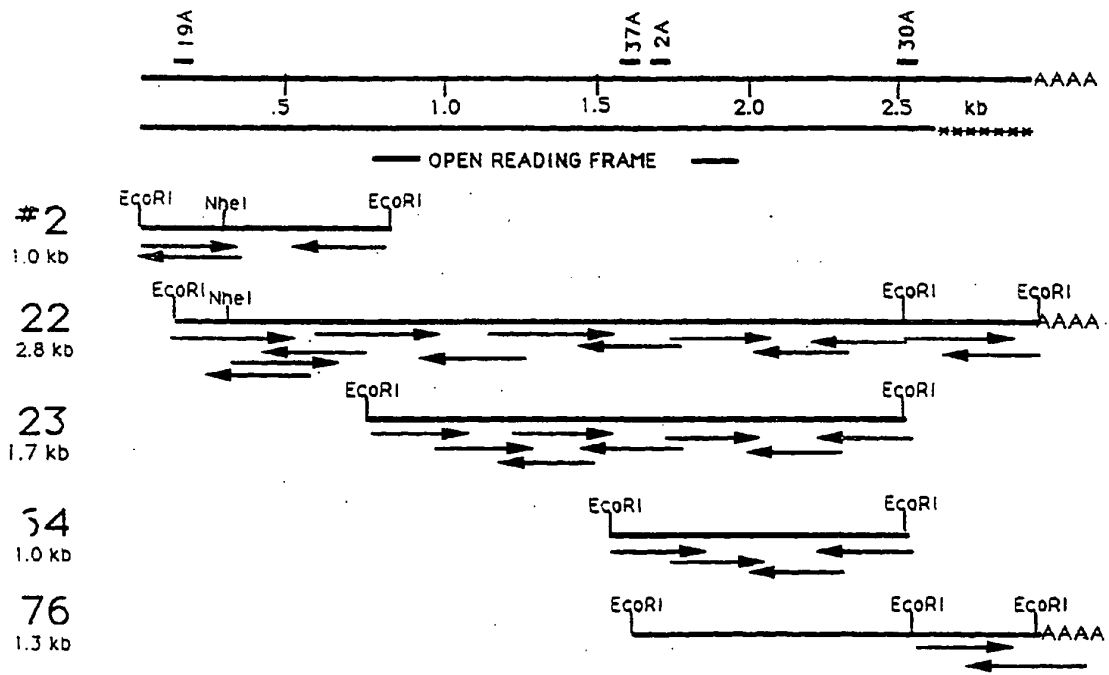 19A 37A 2A 30A
AAAA
.5 1.0 1.5 2.0 2.5 kb
OPEN READING FRAME
EcoRI NheI EcoRI
#2
1.0 kb
EcoRI NheI EcoRI EcoRI
22
AAAA
2.8 kb
EcoRI EcoRI
23
1.7 kb
EcoRI EcoRI
54
1.0 kb
EcoRI EcoRI EcoRI
76
AAAA
1.3 kb